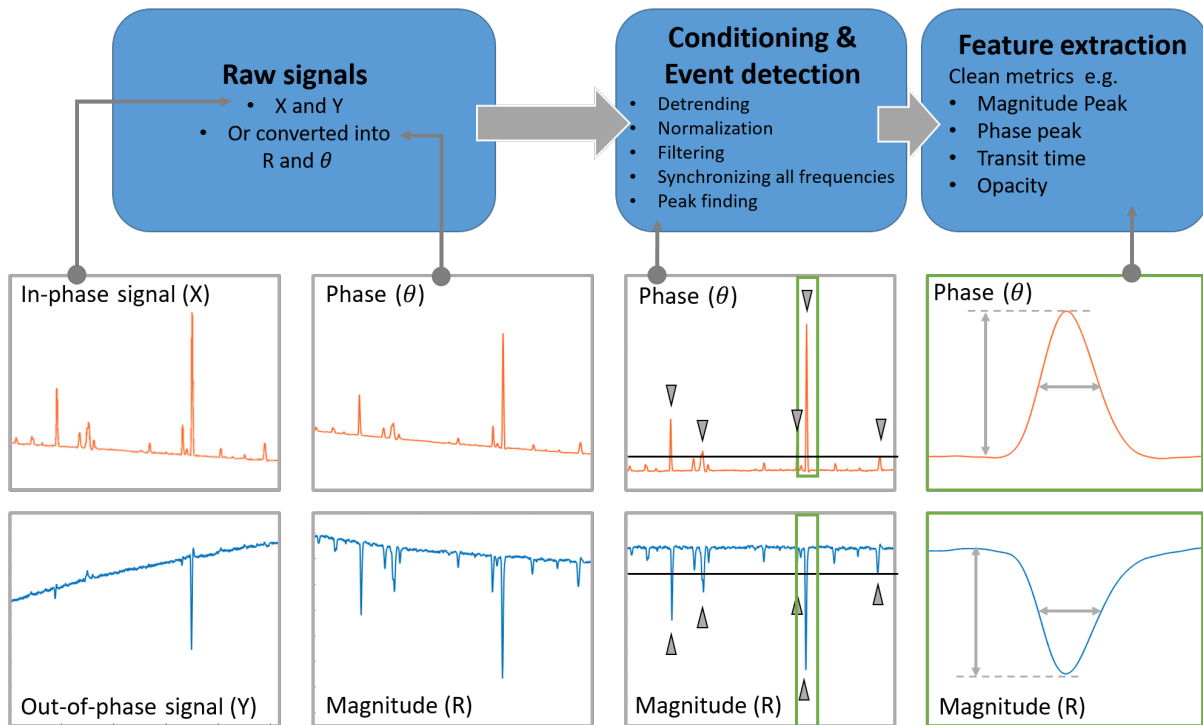 Raw signals
• X and Y
• Or converted into
R and θ
Conditioning &
Event detection
• Detrending
• Normalization
• Filtering
• Synchronizing all frequencies
• Peak finding
Feature extraction
Clean metrics e.g.
• Magnitude Peak
• Phase peak
• Transit time
• Opacity
In-phase signal (X)
Phase (θ)
Phase (θ)
Phase (θ)
Out-of-phase signal (Y)
Magnitude (R)
Magnitude (R)
Magnitude (R)